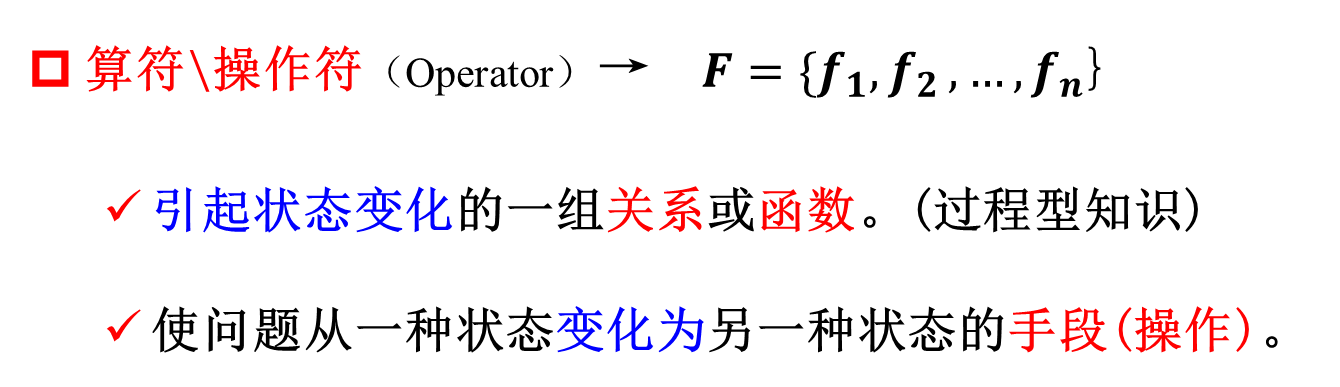 算符\操作符（Operator）→ F = {f1, f2 , … , fn}
引起状态变化的一组关系或函数。(过程型知识)
使问题从一种状态变化为另一种状态的手段(操作)。